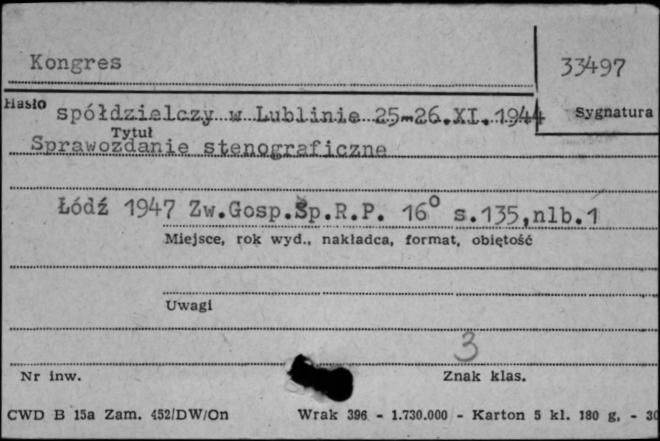 Kongres
33497
Hasło
spółdzielczy w Lublinie 25-26.XI.1944
Sygnatura
Tytuł
Sprawozdanie stenograficzne
Łódź 1947 Zw.Gosp.Sp.R.P. 16° s.135,nlb.1
Miejsce, rok wyd., nakładca, format, objętość
Uwagi
3
Nr inw.
Znak klas.
CWD B 15a Zam. 452/DW/On Wrak 396 - 1.730.000 - Karton 5 kl. 180 g. - 30